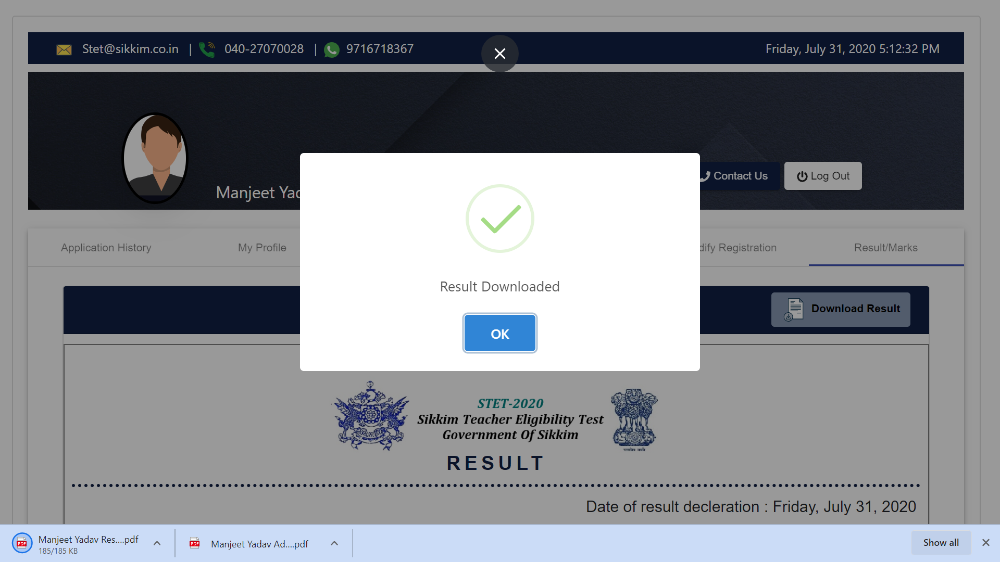 Stet@sikkim.co.in | 040-27070028 | 9716718367
Friday, July 31, 2020 5:12:32 PM
Manjeet Yad
Contact Us
Log Out
Application History
My Profile
dify Registration
Result/Marks
Result Downloaded
OK
Download Result
STET-2020
Sikkim Teacher Eligibility Test
Government Of Sikkim
RESULT
Date of result decleration : Friday, July 31, 2020
Manjeet Yadav Res....pdf
185/185 KB
Manjeet Yadav Ad....pdf
Show all